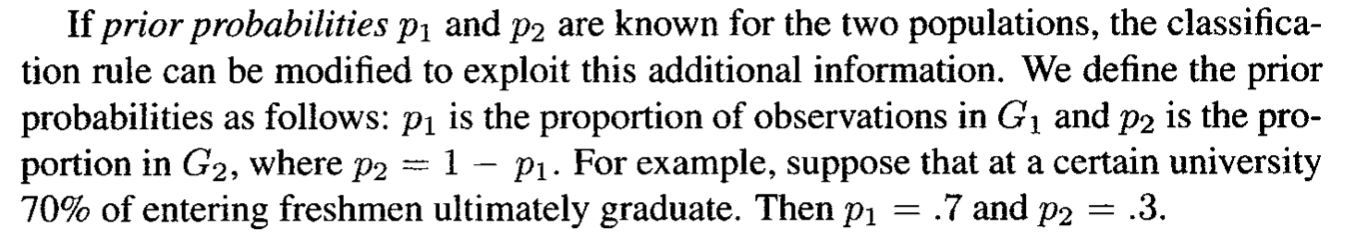 If prior probabilities p₁ and p₂ are known for the two populations, the classifica-
tion rule can be modified to exploit this additional information. We define the prior
probabilities as follows: p₁ is the proportion of observations in G₁ and p₂ is the pro-
portion in G₂, where p₂ = 1 − p₁. For example, suppose that at a certain university
70% of entering freshmen ultimately graduate. Then p₁ = .7 and p₂ = .3.